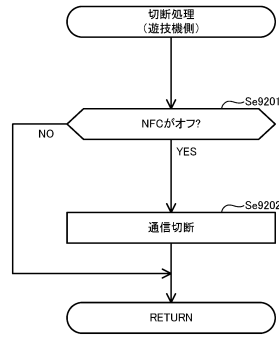 切断処理
(遊技機側)
Se9201
NFCがオフ?
NO
YES
Se9202
通信切断
RETURN